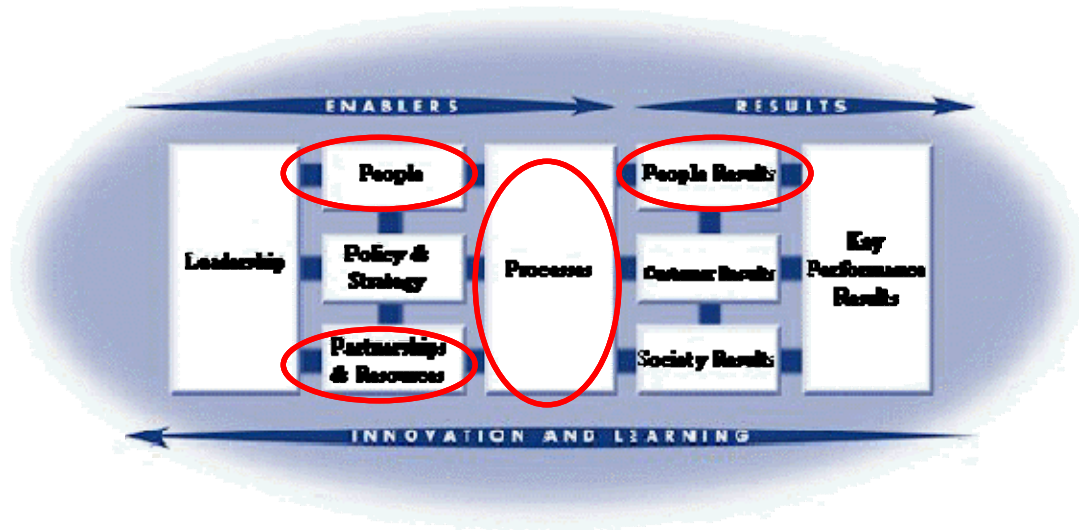 ENABLERS
RESULTS
People
People Results
Leadership
Policy &
Strategy
Processes
Customer Results
Key
Performance
Results
Partnerships
& Resources
Society Results
INNOVATION AND LEARNING